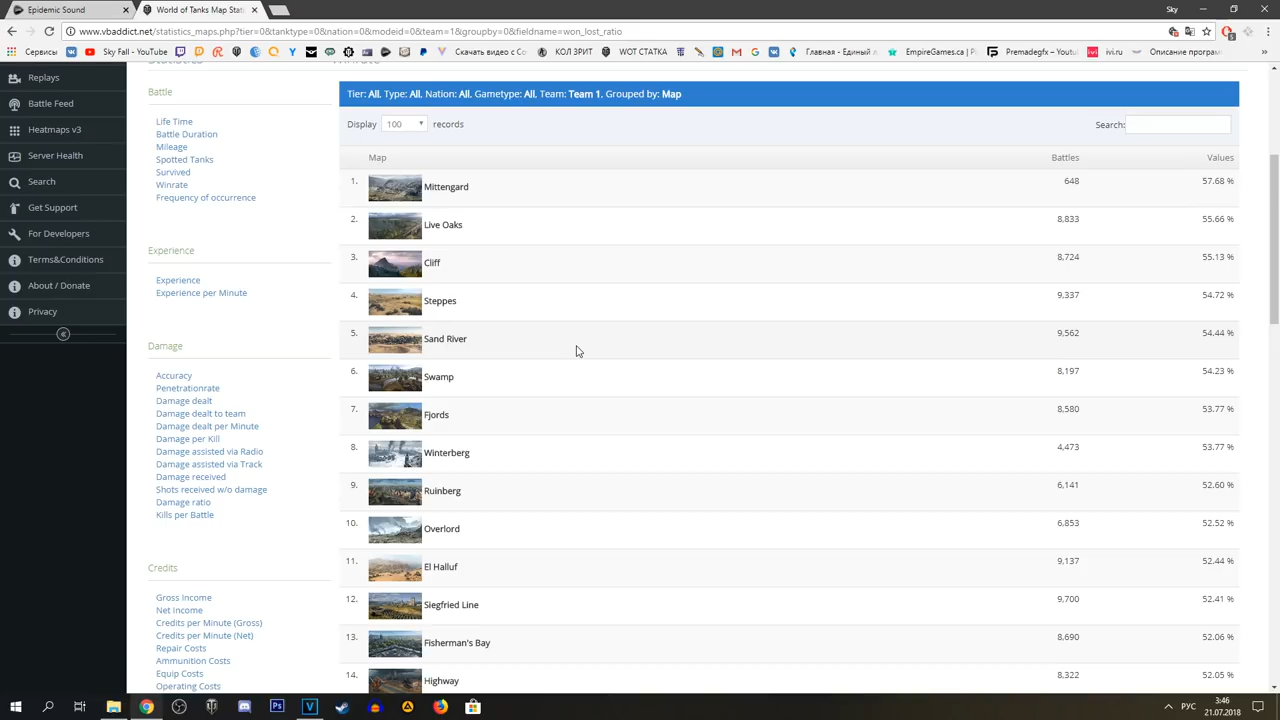 Epidemic Sound
World of Tanks Map Stati
Sky
www.vbaddict.net/statistics_maps.php?tier=0&tanktype=0&nation=0&modeid=0&team=1&groupby=0&fieldname=won_lost_ratio
Сервисы
Sky Fall - YouTube
Скачать видео с Со
КОЛ ЗРИТ
WOT СТАТКА
Главная - Единый д
EmpireGames.ca | Р
Premadegfx - YouTu
ivi.ru
Описание програм
Replays
Battle Feed
Heatmaps v3
Server Health
Search
Get Support
For Developers
Terms&Conditions
About / Donate
Privacy
Statistics
Winrate
Battle
Life Time
Battle Duration
Mileage
Spotted Tanks
Survived
Winrate
Frequency of occurrence
Experience
Experience
Experience per Minute
Damage
Accuracy
Penetrationrate
Damage dealt
Damage dealt to team
Damage dealt per Minute
Damage per Kill
Damage assisted via Radio
Damage assisted via Track
Damage received
Shots received w/o damage
Damage ratio
Kills per Battle
Credits
Gross Income
Net Income
Credits per Minute (Gross)
Credits per Minute (Net)
Repair Costs
Ammunition Costs
Equip Costs
Operating Costs
Tier: All, Type: All, Nation: All, Gametype: All, Team: Team 1, Grouped by: Map
Display 100 records Search:
Map Battles Values
1. Mittengard 648 57.68 %
2. Live Oaks 8,833 55.66 %
3. Cliff 8,724 55.13 %
4. Steppes 9,337 54.72 %
5. Sand River 54.44 %
6. Swamp 8,197 54.23 %
7. Fjords 8,580 53.77 %
8. Winterberg 4,473 53.77 %
9. Ruinberg 6,141 52.60 %
10. Overlord 52.52 %
11. El Halluf 9,137 52.44 %
12. Siegfried Line 9,700 52.41 %
13. Fisherman's Bay 8,690 52.06 %
14. Highway 8,322 52.05 %
РУС
3:46
21.07.2018